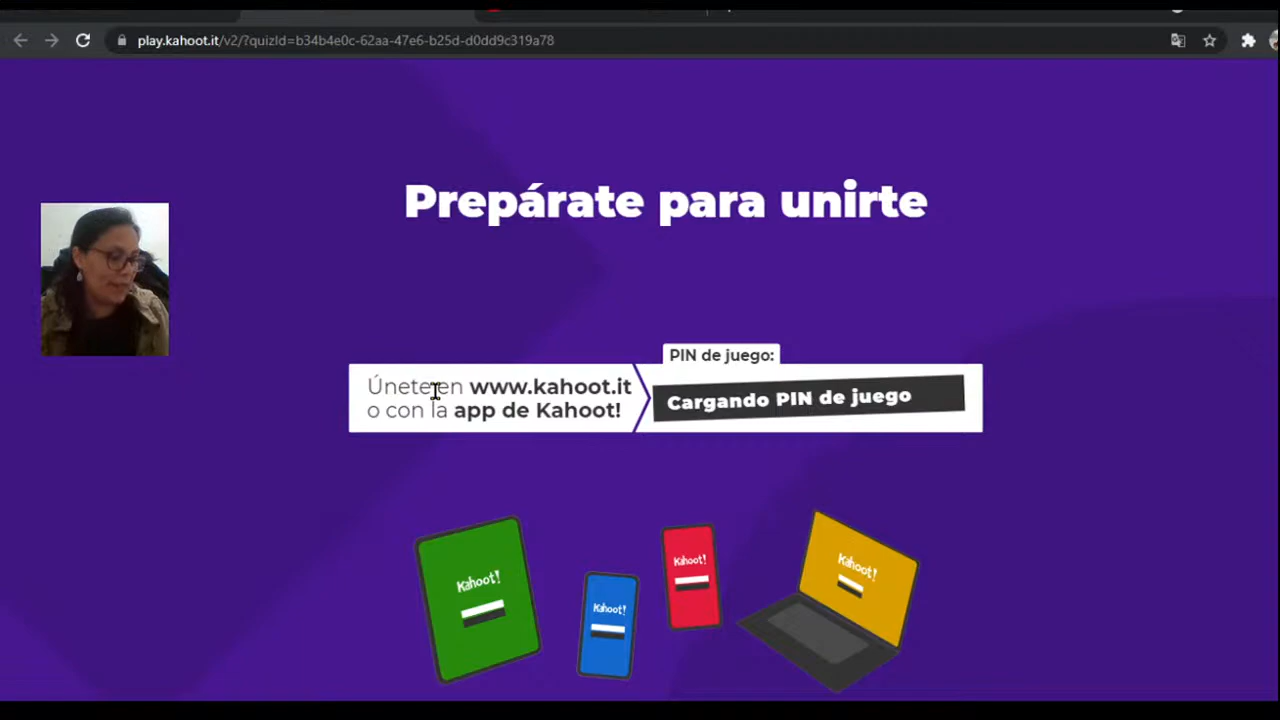 play.kahoot.it/v2/?quizId=b34b4e0c-62aa-47e6-b25d-d0dd9c319a78
Prepárate para unirte
PIN de juego:
Únete en www.kahoot.it
o con la app de Kahoot!
Cargando PIN de juego
Kahoot!
Kahoot!
Kahoot!
Kahoot!